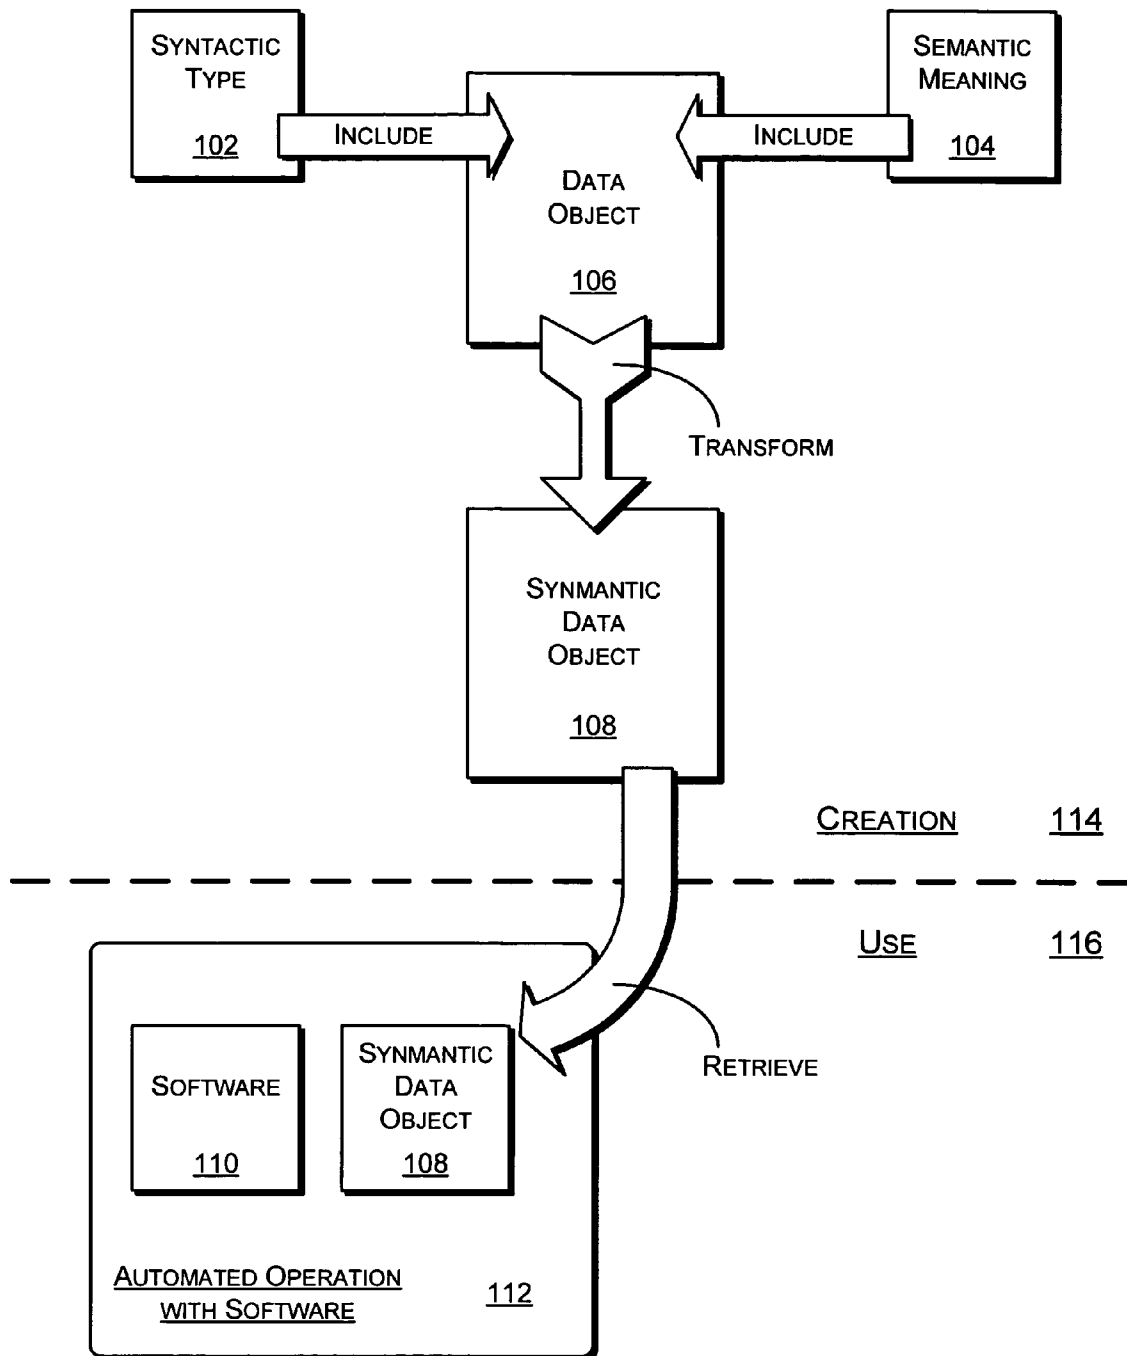 SYNTACTIC
TYPE
102
SEMANTIC
MEANING
104
INCLUDE
INCLUDE
DATA
OBJECT
106
TRANSFORM
SYNMANTIC
DATA
OBJECT
108
CREATION 114
USE 116
RETRIEVE
SOFTWARE
110
SYNMANTIC
DATA
OBJECT
108
AUTOMATED OPERATION
WITH SOFTWARE
112